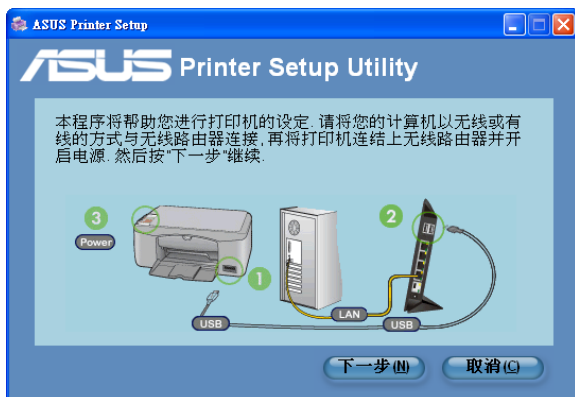 ASUS Printer Setup
ASUS Printer Setup Utility
本程序将帮助您进行打印机的设定.请将您的计算机以无线或有
线的方式与无线路由器连接,再将打印机连结上无线路由器并开
启电源.然后按"下一步"继续.
3
Power
1
2
USB
LAN
USB
下一步(N)
取消(C)